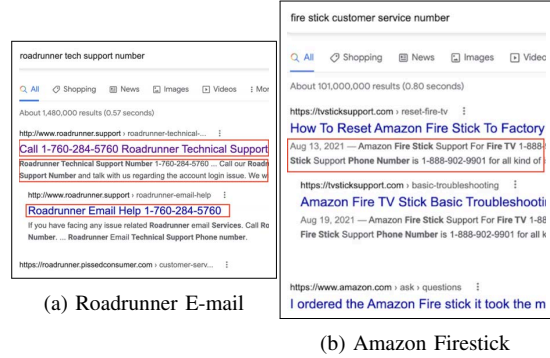 roadrunner tech support number
All Shopping News Images Videos Mor
About 1,480,000 results (0.57 seconds)
http://www.roadrunner.support › roadrunner-technical-...
Call 1-760-284-5760 Roadrunner Technical Support
Roadrunner Technical Support Number 1-760-284-5760 ... Call our Roadr
Support Number and talk with us regarding the account login issue. We w
http://www.roadrunner.support › roadrunner-email-help
Roadrunner Email Help 1-760-284-5760
If you have facing any issue related Roadrunner email Services. Call Ro
Number. ... Roadrunner Email Technical Support Phone number.
https://roadrunner.pissedconsumer.com › customer-serv...
(a) Roadrunner E-mail
fire stick customer service number
All Shopping News Images Videc
About 101,000,000 results (0.80 seconds)
https://tvsticksupport.com › reset-fire-tv
How To Reset Amazon Fire Stick To Factory
Aug 13, 2021 — Amazon Fire Stick Support For Fire TV 1-888-
Stick Support Phone Number is 1-888-902-9901 for all kind of
https://tvsticksupport.com › basic-troubleshooting
Amazon Fire TV Stick Basic Troubleshooti
Aug 19, 2021 — Amazon Fire Stick Support For Fire TV 1-88
Fire Stick Support Phone Number is 1-888-902-9901 for all k
https://www.amazon.com › ask › questions
I ordered the Amazon Fire stick it took the m
(b) Amazon Firestick